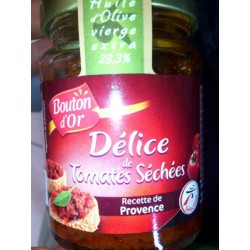 Huile
d'Olive
vierge
extra
28,3%
Bouton
d'Or
Délice
de
Tomates Séchées
Recette de
Provence